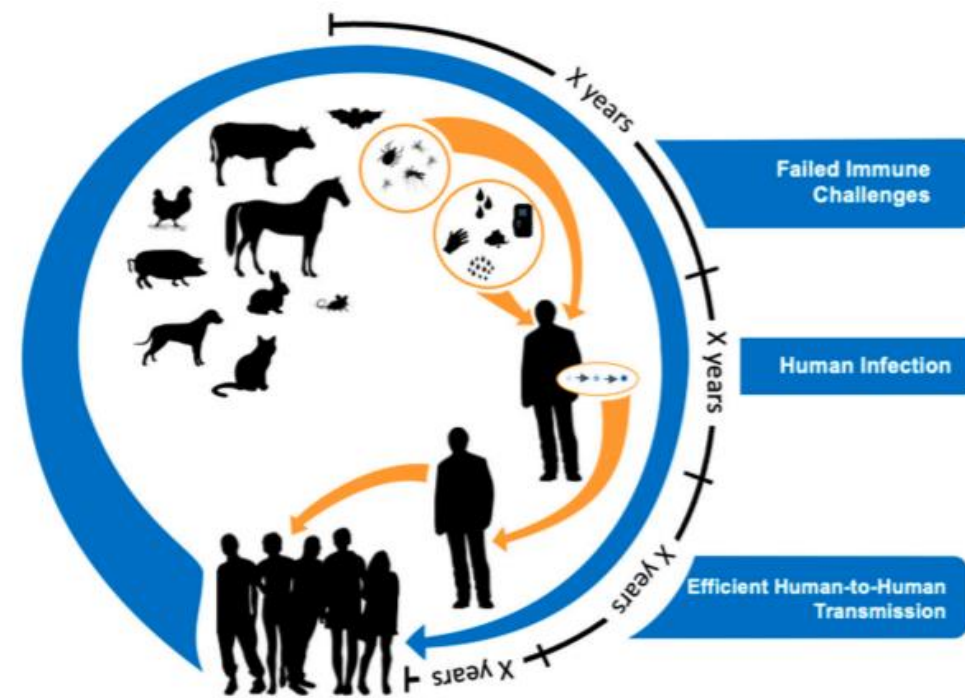 X years
Failed Immune
Challenges
X years
Human Infection
X years
Efficient Human-to-Human
Transmission
X years